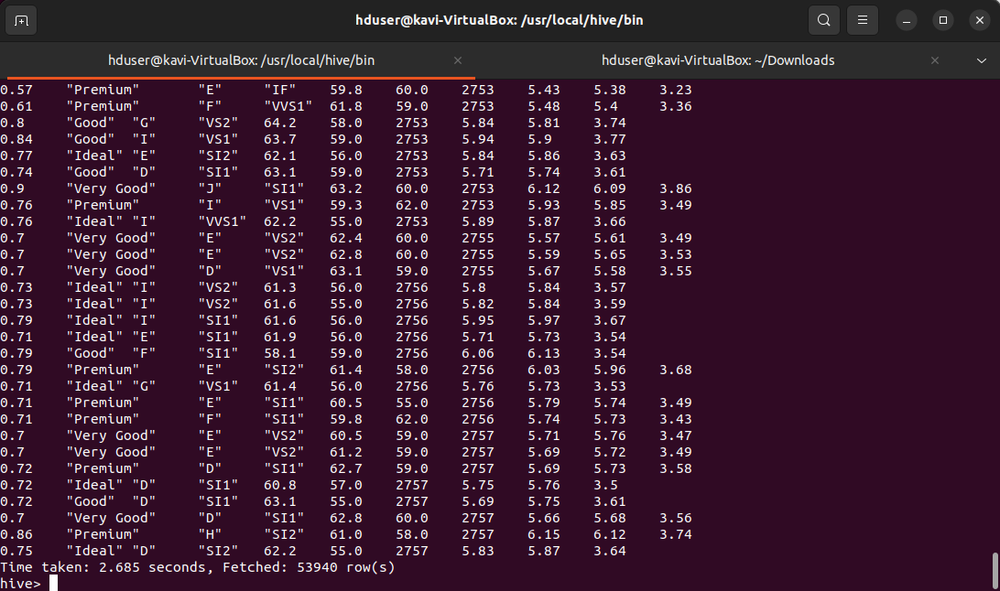 hduser@kavi-VirtualBox: /usr/local/hive/bin
hduser@kavi-VirtualBox: /usr/local/hive/bin hduser@kavi-VirtualBox: ~/Downloads
0.57 "Premium" "E" "IF" 59.8 60.0 2753 5.43 5.38 3.23
0.61 "Premium" "F" "VVS1" 61.8 59.0 2753 5.48 5.4 3.36
0.8 "Good" "G" "VS2" 64.2 58.0 2753 5.84 5.81 3.74
0.84 "Good" "I" "VS1" 63.7 59.0 2753 5.94 5.9 3.77
0.77 "Ideal" "E" "SI2" 62.1 56.0 2753 5.84 5.86 3.63
0.74 "Good" "D" "SI1" 63.1 59.0 2753 5.71 5.74 3.61
0.9 "Very Good" "J" "SI1" 63.2 60.0 2753 6.12 6.09 3.86
0.76 "Premium" "I" "VS1" 59.3 62.0 2753 5.93 5.85 3.49
0.76 "Ideal" "I" "VVS1" 62.2 55.0 2753 5.89 5.87 3.66
0.7 "Very Good" "E" "VS2" 62.4 60.0 2755 5.57 5.61 3.49
0.7 "Very Good" "E" "VS2" 62.8 60.0 2755 5.59 5.65 3.53
0.7 "Very Good" "D" "VS1" 63.1 59.0 2755 5.67 5.58 3.55
0.73 "Ideal" "I" "VS2" 61.3 56.0 2756 5.8 5.84 3.57
0.73 "Ideal" "I" "VS2" 61.6 55.0 2756 5.82 5.84 3.59
0.79 "Ideal" "I" "SI1" 61.6 56.0 2756 5.95 5.97 3.67
0.71 "Ideal" "E" "SI1" 61.9 56.0 2756 5.71 5.73 3.54
0.79 "Good" "F" "SI1" 58.1 59.0 2756 6.06 6.13 3.54
0.79 "Premium" "E" "SI2" 61.4 58.0 2756 6.03 5.96 3.68
0.71 "Ideal" "G" "VS1" 61.4 56.0 2756 5.76 5.73 3.53
0.71 "Premium" "E" "SI1" 60.5 55.0 2756 5.79 5.74 3.49
0.71 "Premium" "F" "SI1" 59.8 62.0 2756 5.74 5.73 3.43
0.7 "Very Good" "E" "VS2" 60.5 59.0 2757 5.71 5.76 3.47
0.7 "Very Good" "E" "VS2" 61.2 59.0 2757 5.69 5.72 3.49
0.72 "Premium" "D" "SI1" 62.7 59.0 2757 5.69 5.73 3.58
0.72 "Ideal" "D" "SI1" 60.8 57.0 2757 5.75 5.76 3.5
0.72 "Good" "D" "SI1" 63.1 55.0 2757 5.69 5.75 3.61
0.7 "Very Good" "D" "SI1" 62.8 60.0 2757 5.66 5.68 3.56
0.86 "Premium" "H" "SI2" 61.0 58.0 2757 6.15 6.12 3.74
0.75 "Ideal" "D" "SI2" 62.2 55.0 2757 5.83 5.87 3.64
Time taken: 2.685 seconds, Fetched: 53940 row(s)
hive>